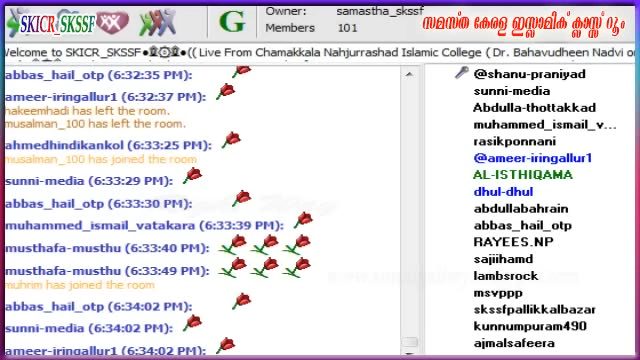 SKICR_SKSSF
G
Owner: samastha_skssf
Members 101
സമസ്ത കേരള ഇസ്ലാമിക് ക്ലാസ്സ് റൂം
Welcome to SKICR_SKSSF●۩۞۩●(( Live From Chamakkala Nahjurrashad Islamic College ( Dr. Bahavudheen Nadvi on
abbas_hail_otp (6:32:35 PM):
ameer-iringallur1 (6:32:37 PM):
hakeemhadi has left the room.
musalman_100 has left the room.
ahmedhindikankol (6:33:25 PM):
musalman_100 has joined the room
sunni-media (6:33:29 PM):
abbas_hail_otp (6:33:30 PM):
muhammed_ismail_vatakara (6:33:39 PM):
musthafa-musthu (6:33:40 PM):
musthafa-musthu (6:33:49 PM):
muhrim has joined the room
abbas_hail_otp (6:34:02 PM):
sunni-media (6:34:02 PM):
ameer-iringallur1 (6:34:02 PM):
@shanu-praniyad
sunni-media
Abdulla-thottakkad
muhammed_ismail_v...
rasikponnani
@ameer-iringallur1
AL-ISTHIQAMA
dhul-dhul
abdullabahrain
abbas_hail_otp
RAYEES.NP
sajiihamd
lambsrock
msvppp
skssfpallikkalbazar
kunnumpuram490
ajmalsafeera